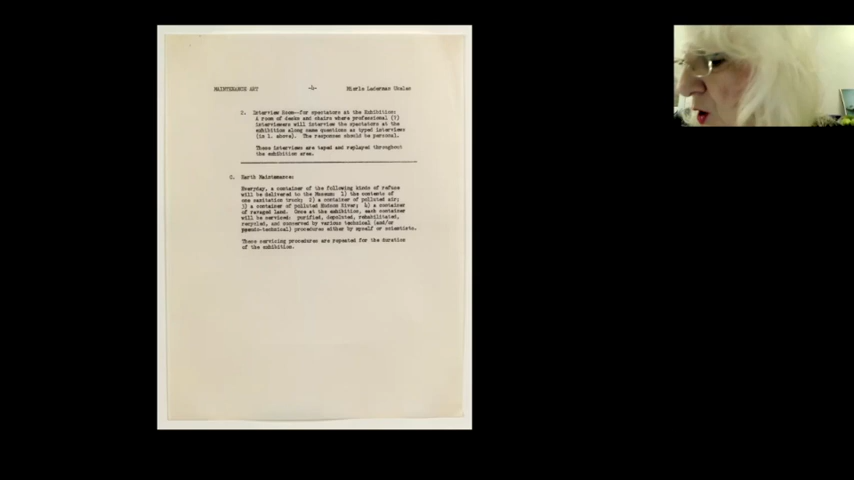 MAINTENANCE ART -4- Mierle Laderman Ukeles
2. Interview Room--for spectators at the Exhibition:
A room of desks and chairs where professional (?)
interviewers will interview the spectators at the
exhibition along same questions as typed interviews
(in 1. above). The responses should be personal.
These interviews are taped and replayed throughout
the exhibition area.
C. Earth Maintenance:
Everyday, a container of the following kinds of refuse
will be delivered to the Museum: 1) the contents of
one sanitation truck; 2) a container of polluted air;
3) a container of polluted Hudson River; 4) a container
of ravaged land. Once at the exhibition, each container
will be serviced: purified, depolluted, rehabilitated,
recycled, and conserved by various technical (and/or
pseudo-technical) procedures either by myself or scientists.
These servicing procedures are repeated for the duration
of the exhibition.